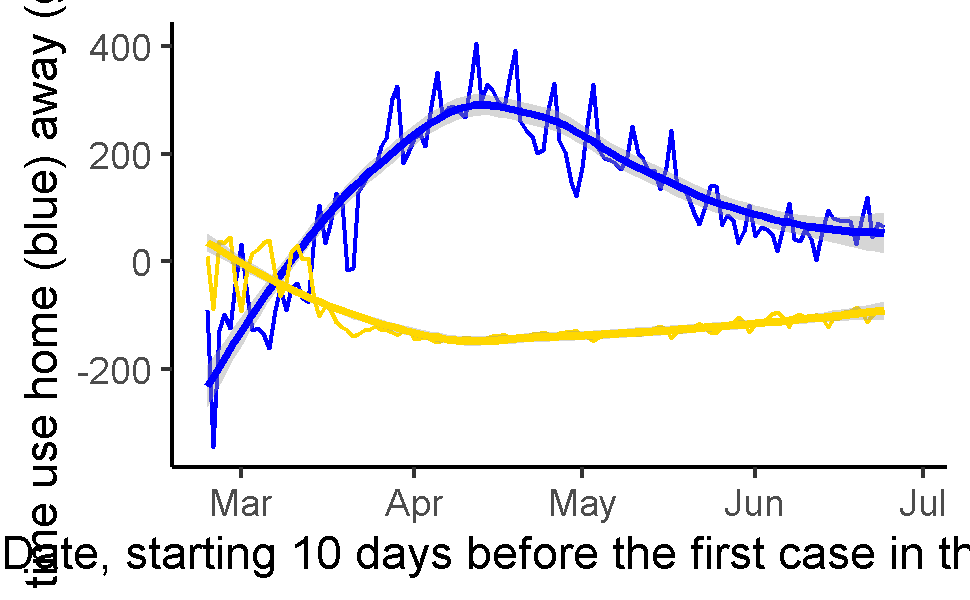 time use home (blue) away (
400
200
0
-200
Mar Apr May Jun Jul
Date, starting 10 days before the first case in th